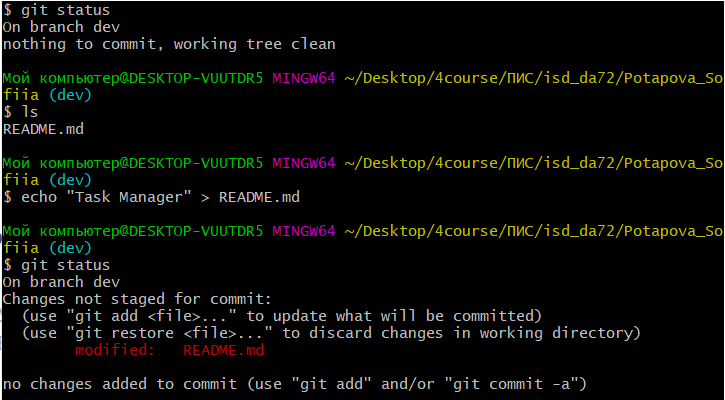 $ git status
On branch dev
nothing to commit, working tree clean
Мой компьютер@DESKTOP-VUUTDR5 MINGW64 ~/Desktop/4course/ПИС/isd_da72/Potapova_So
fiia (dev)
$ ls
README.md
Мой компьютер@DESKTOP-VUUTDR5 MINGW64 ~/Desktop/4course/ПИС/isd_da72/Potapova_So
fiia (dev)
$ echo "Task Manager" > README.md
Мой компьютер@DESKTOP-VUUTDR5 MINGW64 ~/Desktop/4course/ПИС/isd_da72/Potapova_So
fiia (dev)
$ git status
On branch dev
Changes not staged for commit:
  (use "git add <file>..." to update what will be committed)
  (use "git restore <file>..." to discard changes in working directory)
        modified:   README.md
no changes added to commit (use "git add" and/or "git commit -a")